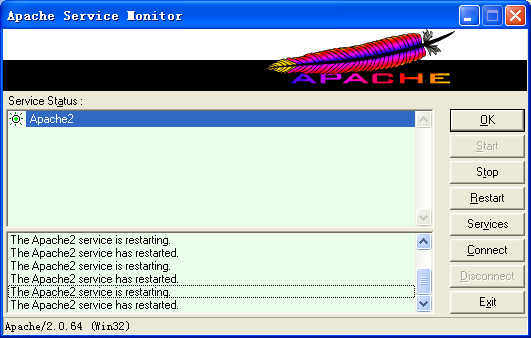 Apache Service Monitor
APACHE
Service Status :
Apache2
OK
Start
Stop
Restart
Services
Connect
Disconnect
Exit
The Apache2 service is restarting.
The Apache2 service has restarted.
The Apache2 service is restarting.
The Apache2 service has restarted.
The Apache2 service is restarting.
The Apache2 service has restarted.
Apache/2.0.64 (Win32)